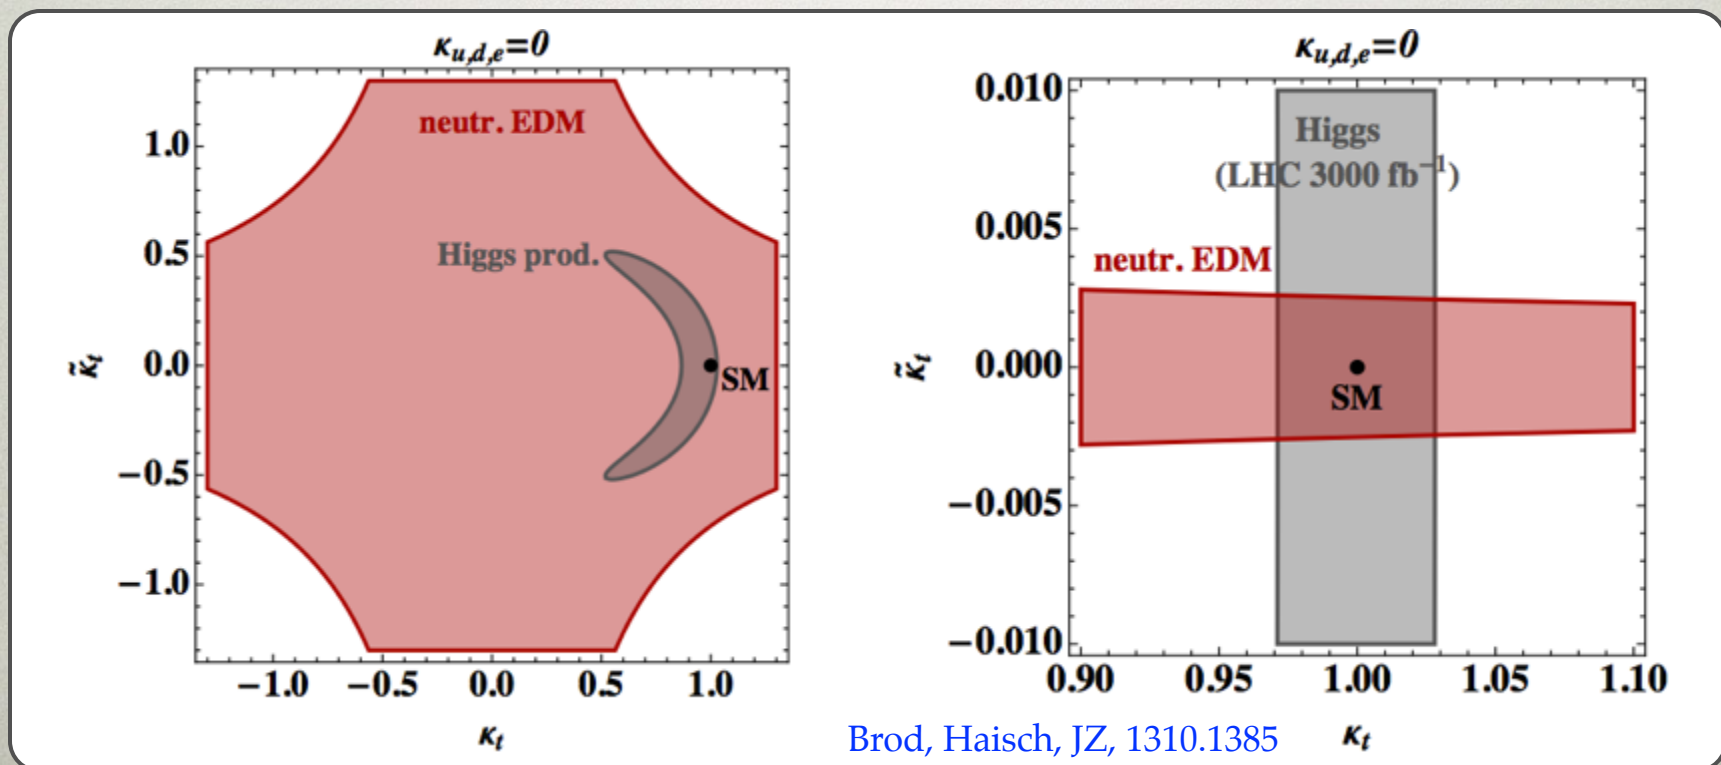 κu,d,e=0
neutr. EDM
Higgs prod.
SM
1.0
0.5
0.0
−0.5
−1.0
κ̃t
−1.0 −0.5 0.0 0.5 1.0
κt
κu,d,e=0
Higgs
(LHC 3000 fb−1)
neutr. EDM
SM
0.010
0.005
0.000
−0.005
−0.010
κ̃t
0.90 0.95 1.00 1.05 1.10
κt
Brod, Haisch, JZ, 1310.1385